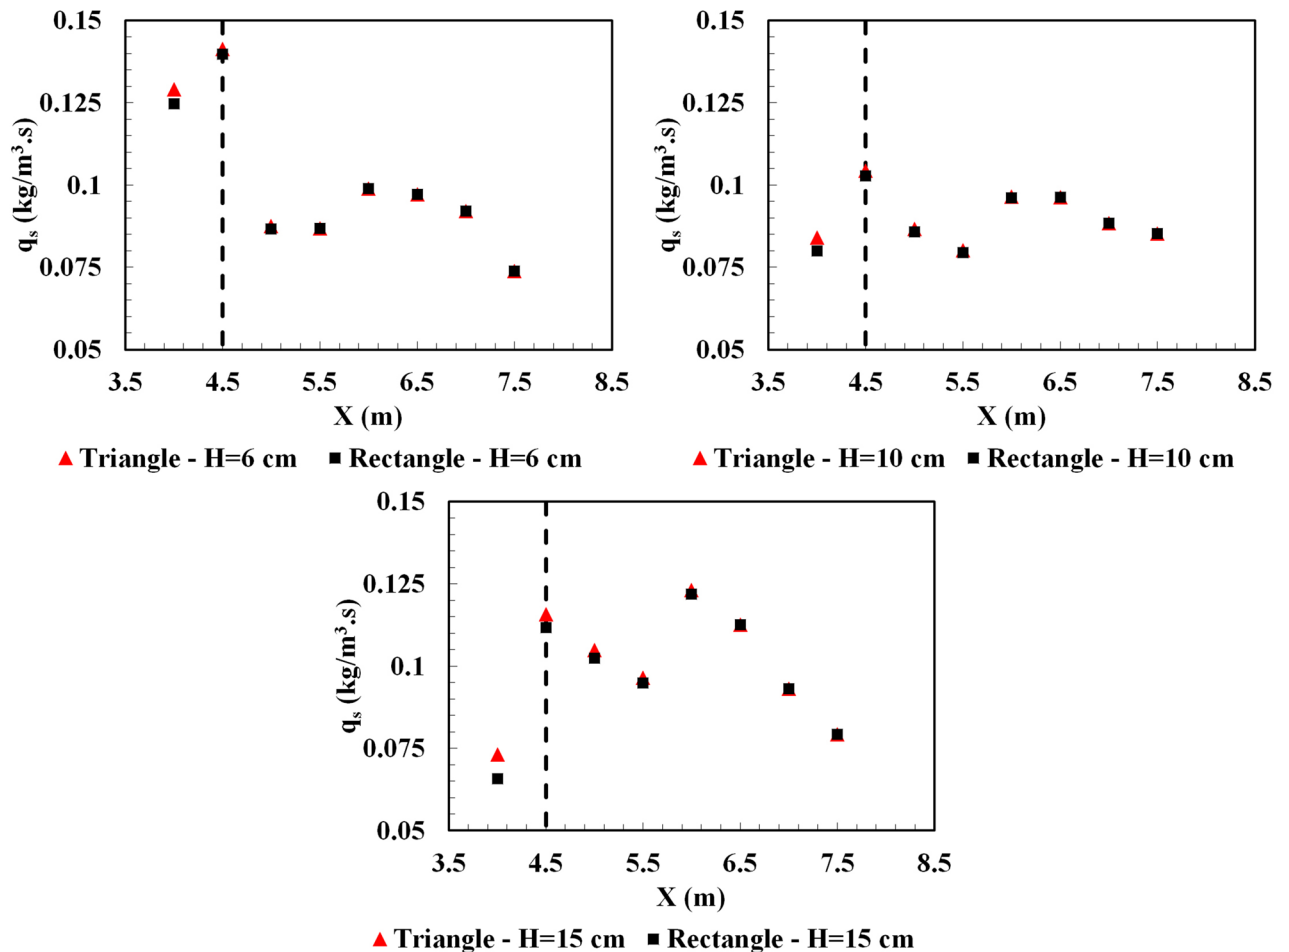 0.15
0.125
0.1
0.075
0.05
qₛ (kg/m³.s)
3.5 4.5 5.5 6.5 7.5 8.5
X (m)
Triangle - H=6 cm Rectangle - H=6 cm
0.15
0.125
0.1
0.075
0.05
qₛ (kg/m³.s)
3.5 4.5 5.5 6.5 7.5 8.5
X (m)
Triangle - H=10 cm Rectangle - H=10 cm
0.15
0.125
0.1
0.075
0.05
qₛ (kg/m³.s)
3.5 4.5 5.5 6.5 7.5 8.5
X (m)
Triangle - H=15 cm Rectangle - H=15 cm